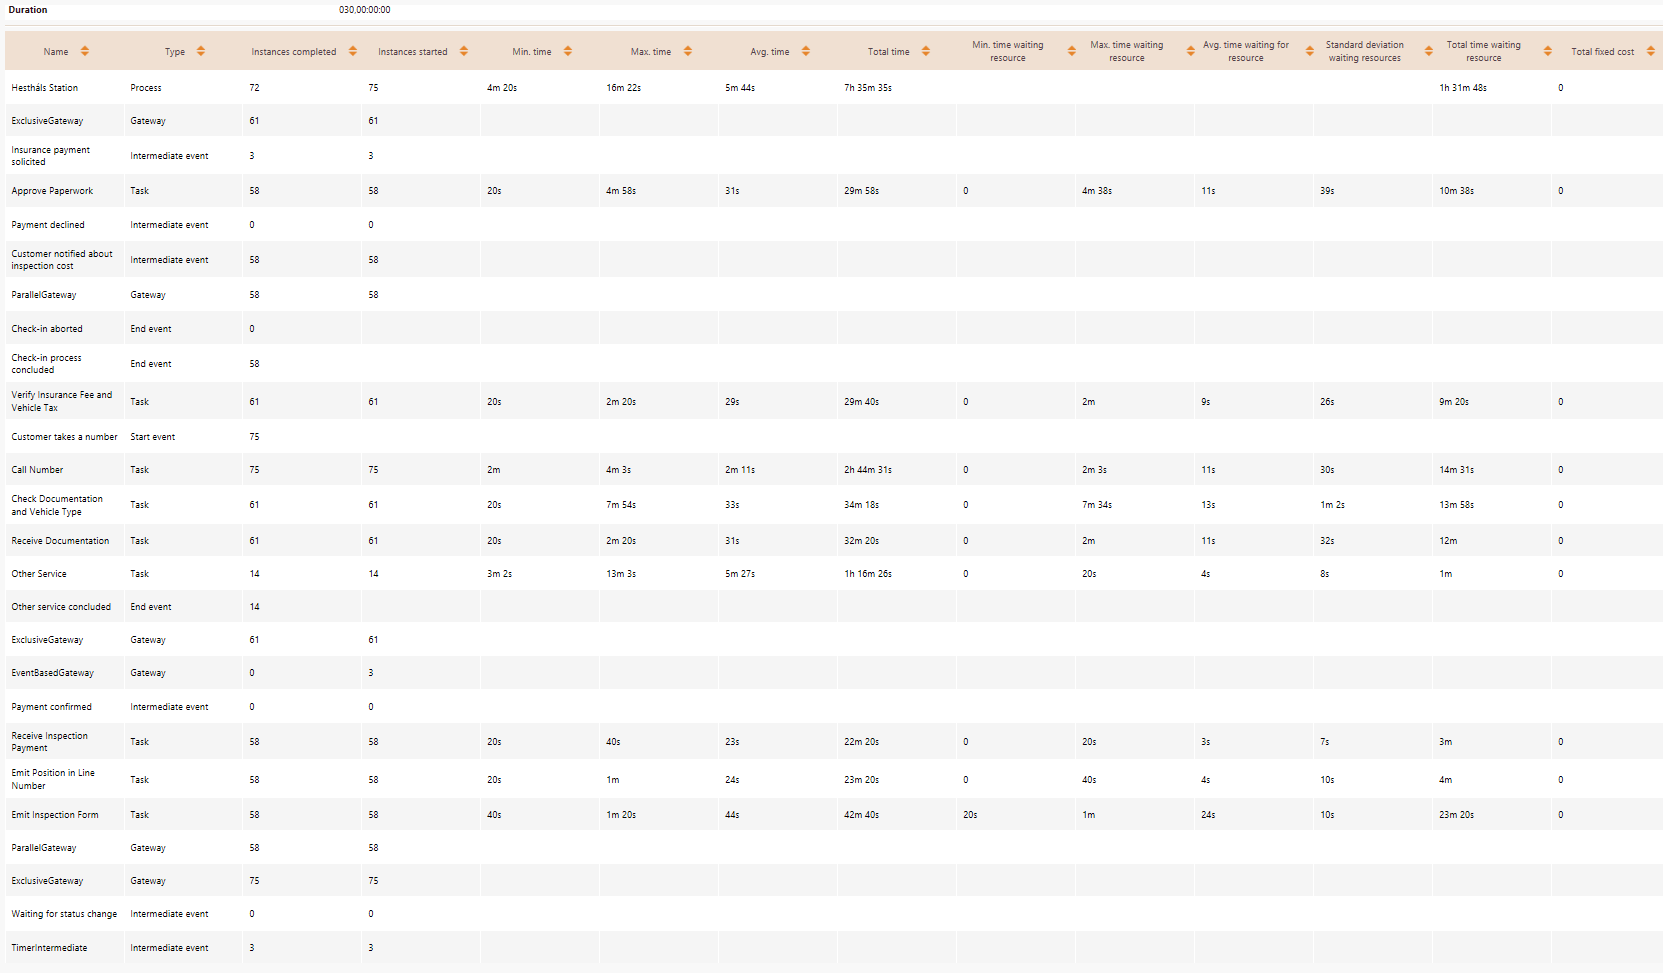 Duration 030,00:00:00
Name Type Instances completed Instances started Min. time Max. time Avg. time Total time Min. time waiting resource Max. time waiting resource Avg. time waiting for resource Standard deviation waiting resources Total time waiting resource Total fixed cost
Hestháls Station Process 72 75 4m 20s 16m 22s 5m 44s 7h 35m 35s 1h 31m 48s 0
ExclusiveGateway Gateway 61 61
Insurance payment solicited Intermediate event 3 3
Approve Paperwork Task 58 58 20s 4m 58s 31s 29m 58s 0 4m 38s 11s 39s 10m 38s 0
Payment declined Intermediate event 0 0
Customer notified about inspection cost Intermediate event 58 58
ParallelGateway Gateway 58 58
Check-in aborted End event 0
Check-in process concluded End event 58
Verify Insurance Fee and Vehicle Tax Task 61 61 20s 2m 20s 29s 29m 40s 0 2m 9s 26s 9m 20s 0
Customer takes a number Start event 75
Call Number Task 75 75 2m 4m 3s 2m 11s 2h 44m 31s 0 2m 3s 11s 30s 14m 31s 0
Check Documentation and Vehicle Type Task 61 61 20s 7m 54s 33s 34m 18s 0 7m 34s 13s 1m 2s 13m 58s 0
Receive Documentation Task 61 61 20s 2m 20s 31s 32m 20s 0 2m 11s 32s 12m 0
Other Service Task 14 14 3m 2s 13m 3s 5m 27s 1h 16m 26s 0 20s 4s 8s 1m 0
Other service concluded End event 14
ExclusiveGateway Gateway 61 61
EventBasedGateway Gateway 0 3
Payment confirmed Intermediate event 0 0
Receive Inspection Payment Task 58 58 20s 40s 23s 22m 20s 0 20s 3s 7s 3m 0
Emit Position in Line Number Task 58 58 20s 1m 24s 23m 20s 0 40s 4s 10s 4m 0
Emit Inspection Form Task 58 58 40s 1m 20s 44s 42m 40s 20s 1m 24s 10s 23m 20s 0
ParallelGateway Gateway 58 58
ExclusiveGateway Gateway 75 75
Waiting for status change Intermediate event 0 0
TimerIntermediate Intermediate event 3 3